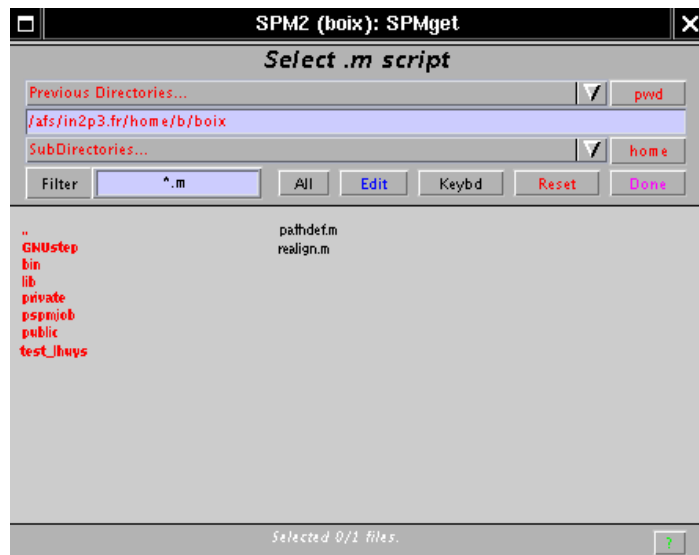 SPM2 (boix): SPMget
Select .m script
Previous Directories... pwd
/afs/in2p3.fr/home/b/boix
SubDirectories... home
Filter ^.m All Edit Keybd Reset Done
..
GNUstep
bin
lib
private
pspmjob
public
test_lhuys
pathdef.m
realign.m
Selected 0/1 files.
?